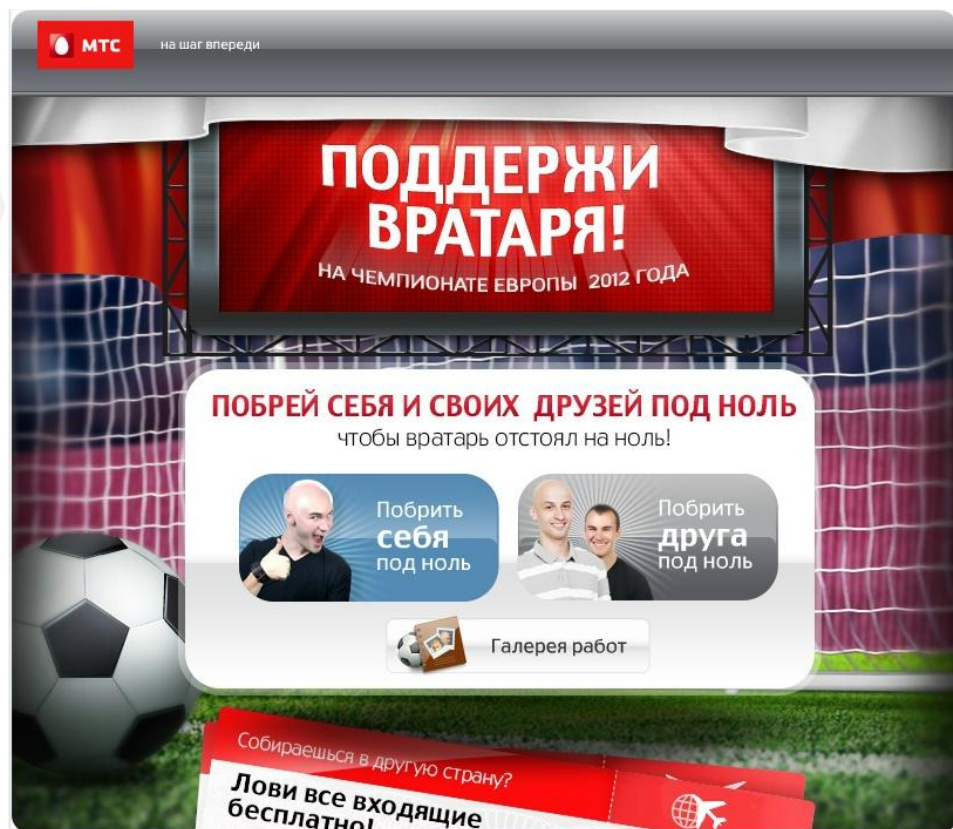 МТС
на шаг впереди
ПОДДЕРЖИ
ВРАТАРЯ!
НА ЧЕМПИОНАТЕ ЕВРОПЫ 2012 ГОДА
ПОБРЕЙ СЕБЯ И СВОИХ ДРУЗЕЙ ПОД НОЛЬ
чтобы вратарь отстоял на ноль!
Побрить
себя
под ноль
Побрить
друга
под ноль
Галерея работ
Собираешься в другую страну?
Лови все входящие
бесплатно!